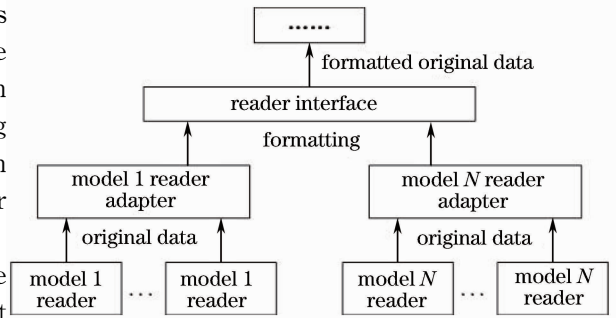 ……
formatted original data
reader interface
formatting
model 1 reader
adapter
model N reader
adapter
original data
original data
model 1
reader
...
model 1
reader
model N
reader
...
model N
reader